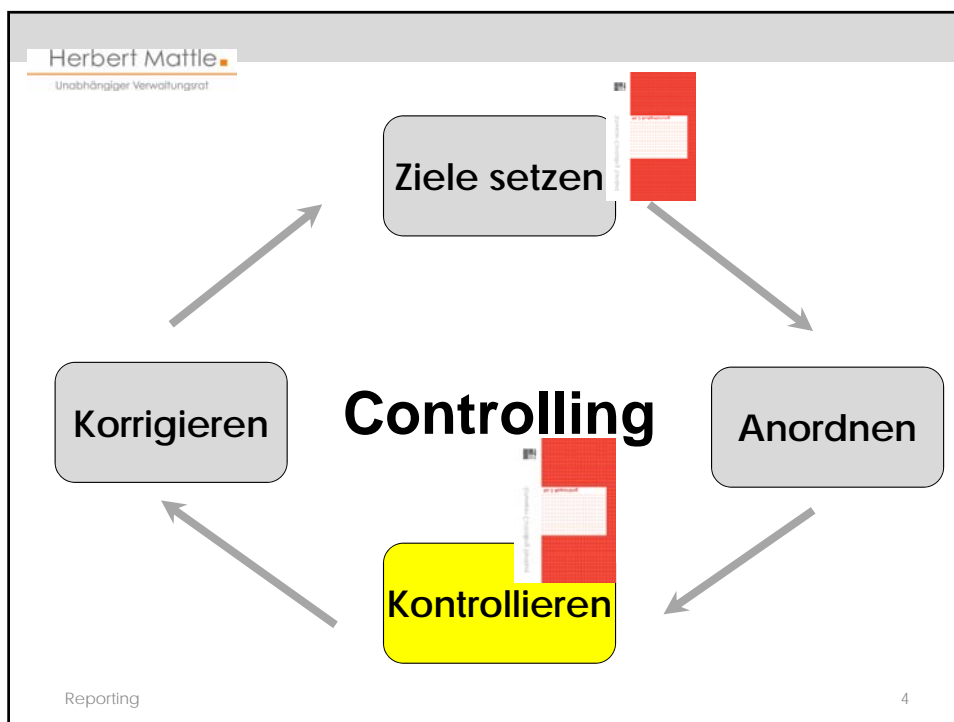 Herbert Mattle
Unabhängiger Verwaltungsrat
Ziele setzen
Korrigieren
Controlling
Anordnen
Kontrollieren
Reporting
4